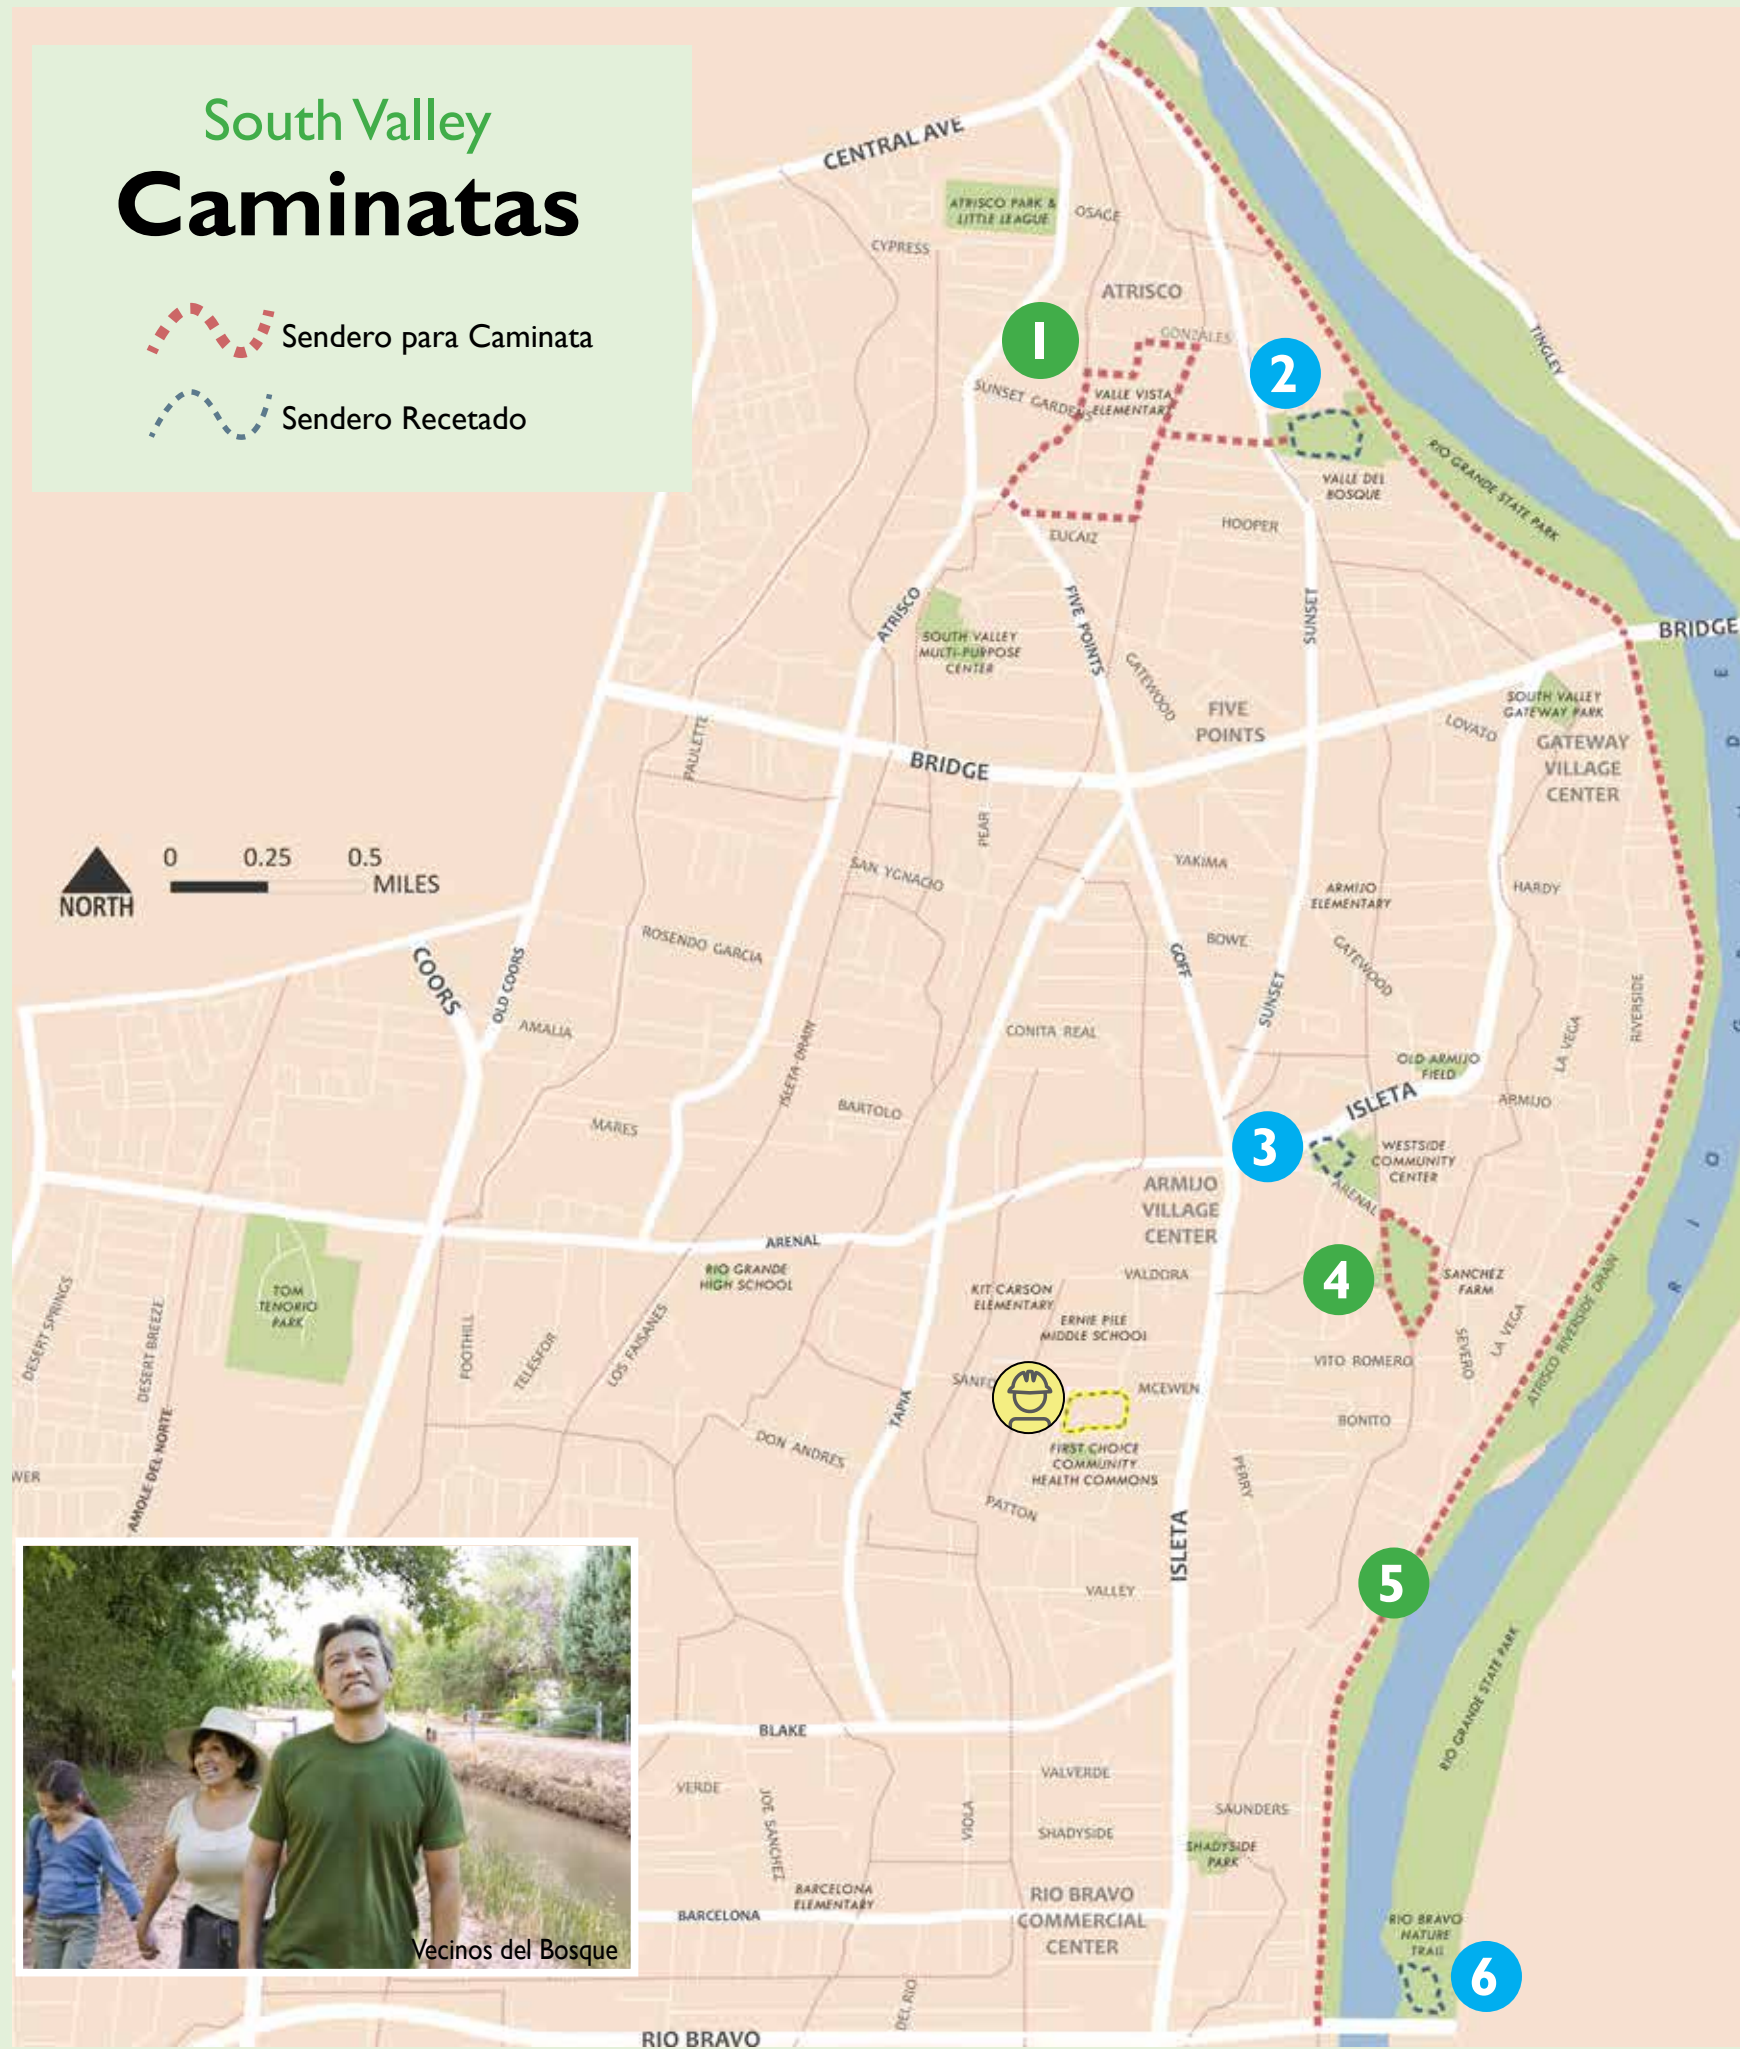 South Valley
Caminatas
Sendero para Caminata
Sendero Recetado
CENTRAL AVE
ATRISCO PARK &
LITTLE LEAGUE
OSAGE
CYPRESS
ATRISCO
TINGLEY
1
GONZALES
2
SUNSET GARDENS
VALLE VISTA
ELEMENTARY
RIO GRANDE STATE PARK
VALLE DEL
BOSQUE
HOOPER
EUCAIZ
ATRISCO
FIVE POINTS
SUNSET
BRIDGE
SOUTH VALLEY
MULTI-PURPOSE
CENTER
GATEWOOD
FIVE
POINTS
SOUTH VALLEY
GATEWAY PARK
LOVATO
GATEWAY
VILLAGE
CENTER
PAULETTE
BRIDGE
PEAR
0 0.25 0.5
MILES
NORTH
SAN YGNACIO
YAKIMA
ARMIJO
ELEMENTARY
HARDY
ROSENDO GARCIA
BOWE
GATEWOOD
GOFF
COORS
OLD COORS
SUNSET
RIVERSIDE
AMALIA
CONITA REAL
LA VEGA
ISLETA DRAIN
OLD ARMIJO
FIELD
ISLETA
ARMIJO
BARTOLO
MARES
3
WESTSIDE
COMMUNITY
CENTER
ARENAL
ARMIJO
VILLAGE
CENTER
RIO GRANDE
ARENAL
RIO GRANDE
HIGH SCHOOL
VALDORA
4
SANCHEZ
FARM
KIT CARSON
ELEMENTARY
TOM
TENORIO
PARK
ERNIE PILE
MIDDLE SCHOOL
DESERT SPRINGS
DESERT BREEZE
FOOTHILL
TELESFOR
LOS FAISANES
SEVERO
LA VEGA
ATRISCO RIVERSIDE DRAIN
VITO ROMERO
SANFO
MCEWEN
TAPIA
BONITO
DON ANDRES
FIRST CHOICE
COMMUNITY
HEALTH COMMONS
PERRY
WER
AMOLE DEL NORTE
PATTON
ISLETA
5
VALLEY
RIO GRANDE STATE PARK
BLAKE
VERDE
JOE SANCHEZ
VALVERDE
VIOLA
SHADYSIDE
SAUNDERS
SHADYSIDE
PARK
BARCELONA
ELEMENTARY
BARCELONA
RIO BRAVO
COMMERCIAL
CENTER
RIO BRAVO
NATURE
TRAIL
6
Vecinos del Bosque
DEL RIO
RIO BRAVO